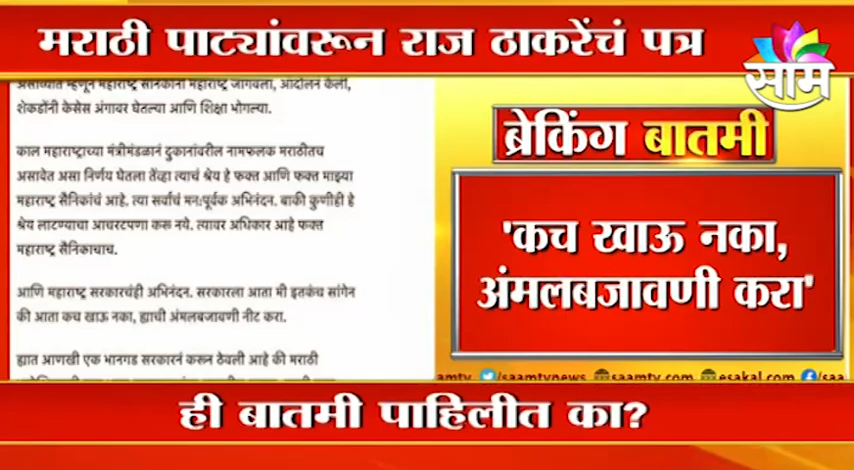 मराठी पाट्यांवरून राज ठाकरेंचं पत्र
साम
असाव्यात म्हणून महाराष्ट्र सैनिकांनी महाराष्ट्र जागवला, आंदोलनं केली,
शेकडोंनी केसेस अंगावर घेतल्या आणि शिक्षा भोगल्या.
काल महाराष्ट्राच्या मंत्रीमंडळानं दुकानांवरील नामफलक मराठीतच
असावेत असा निर्णय घेतला तेंव्हा त्याचं श्रेय हे फक्त आणि फक्त माझ्या
महाराष्ट्र सैनिकांचं आहे. त्या सर्वांचं मन:पूर्वक अभिनंदन. बाकी कुणीही हे
श्रेय लाटण्याचा आचरटपणा करू नये. त्यावर अधिकार आहे फक्त
महाराष्ट्र सैनिकाचाच.
आणि महाराष्ट्र सरकारचंही अभिनंदन. सरकारला आता मी इतकंच सांगेन
की आता कच खाऊ नका, ह्याची अंमलबजावणी नीट करा.
ह्यात आणखी एक भानगड सरकारनं करून ठेवली आहे की मराठी
ब्रेकिंग बातमी
'कच खाऊ नका,
अंमलबजावणी करा'
amtv /saamtvnews saamtv.com esakal.com /saa
ही बातमी पाहिलीत का?